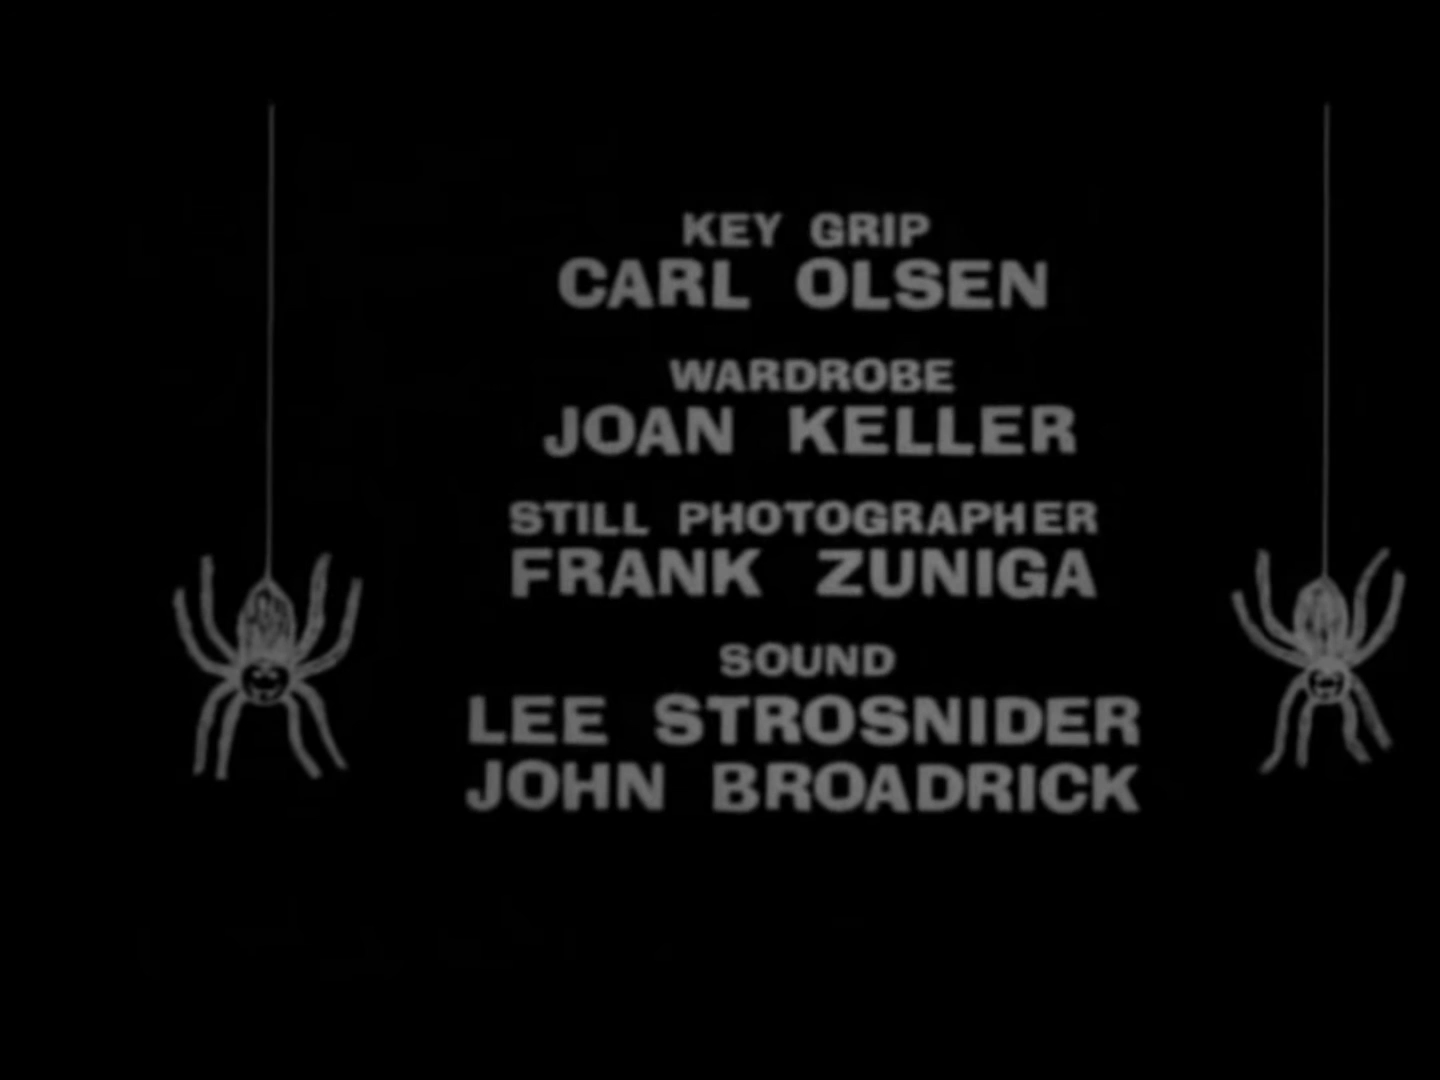 KEY GRIP
CARL OLSEN
WARDROBE
JOAN KELLER
STILL PHOTOGRAPHER
FRANK ZUNIGA
SOUND
LEE STROSNIDER
JOHN BROADRICK